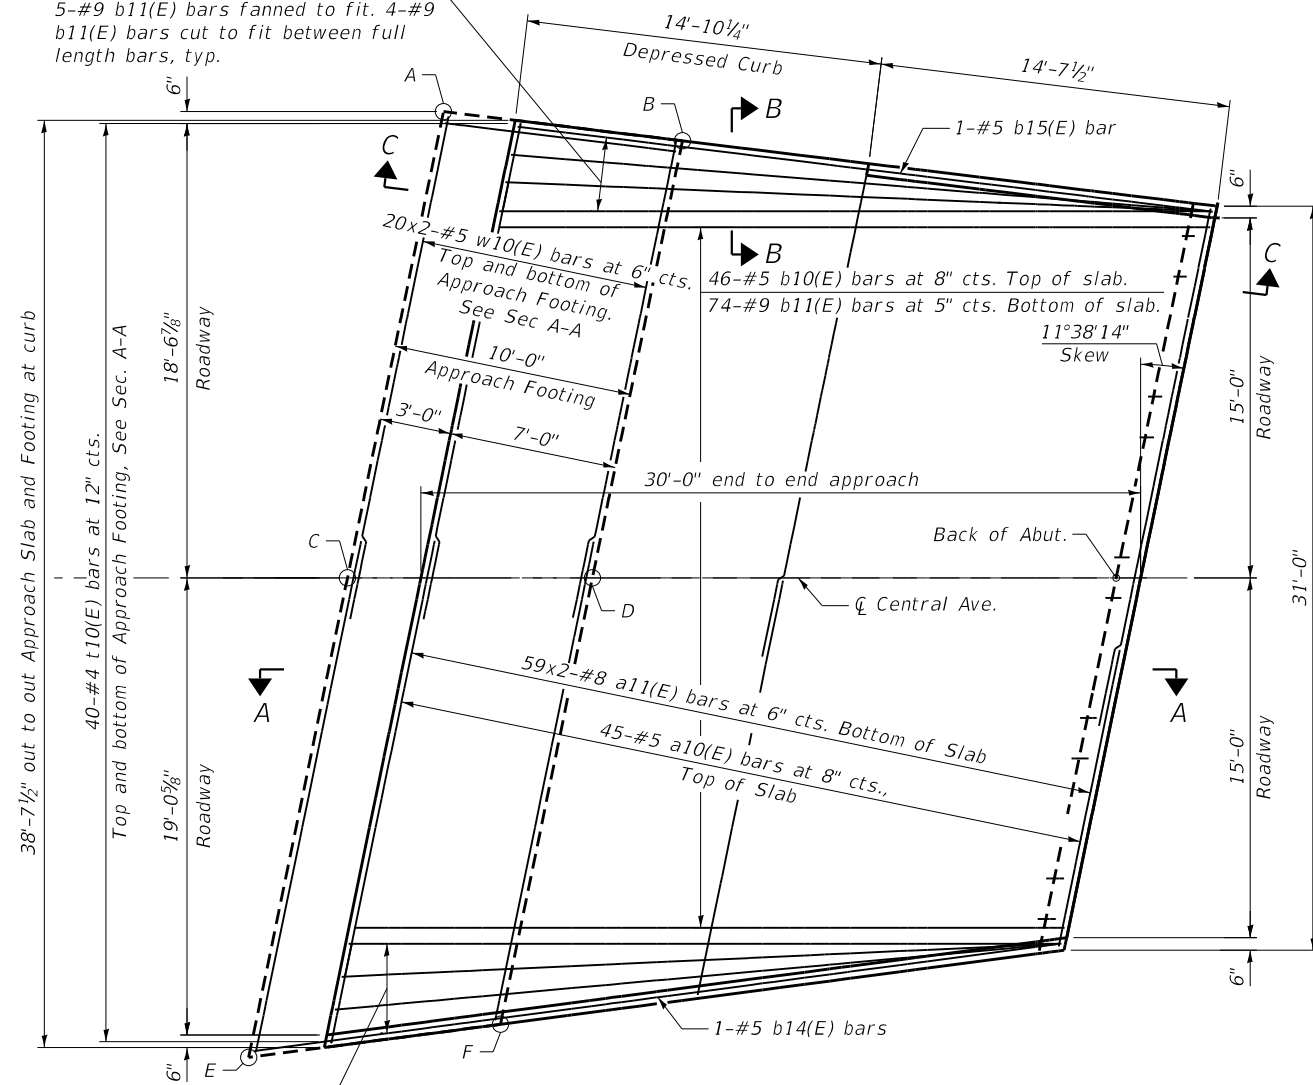 5-#9 b11(E) bars fanned to fit. 4-#9
b11(E) bars cut to fit between full
length bars, typ.
14'-10¼"
Depressed Curb
14'-7½"
6"
A
B
B
1-#5 b15(E) bar
C
6"
20x2-#5 w10(E) bars at 6" cts.
Top and bottom of
Approach Footing.
See Sec A-A
B
C
46-#5 b10(E) bars at 8" cts. Top of slab.
74-#9 b11(E) bars at 5" cts. Bottom of slab.
11°38'14"
Skew
38'-7½" out to out Approach Slab and Footing at curb
40-#4 t10(E) bars at 12" cts.
Top and bottom of Approach Footing, See Sec. A-A
18'-6⅞"
Roadway
10'-0"
Approach Footing
3'-0"
7'-0"
15'-0"
Roadway
30'-0" end to end approach
C
Back of Abut.
D
℄ Central Ave.
31'-0"
A
A
59x2-#8 a11(E) bars at 6" cts. Bottom of Slab
45-#5 a10(E) bars at 8" cts.,
Top of Slab
19'-0⅝"
Roadway
15'-0"
Roadway
6"
1-#5 b14(E) bars
F
E
6"